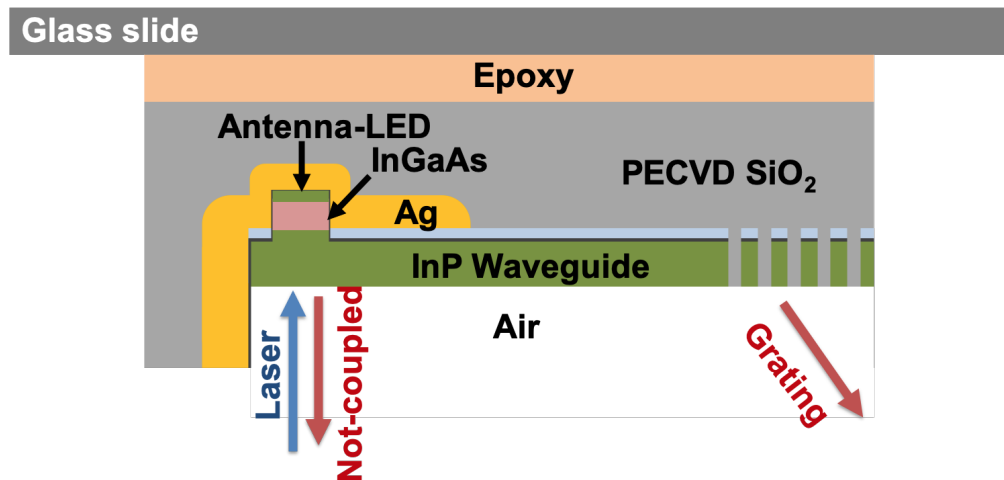 Glass slide
Epoxy
Antenna-LED
InGaAs
PECVD SiO₂
Ag
InP Waveguide
Air
Laser
Not-coupled
Grating